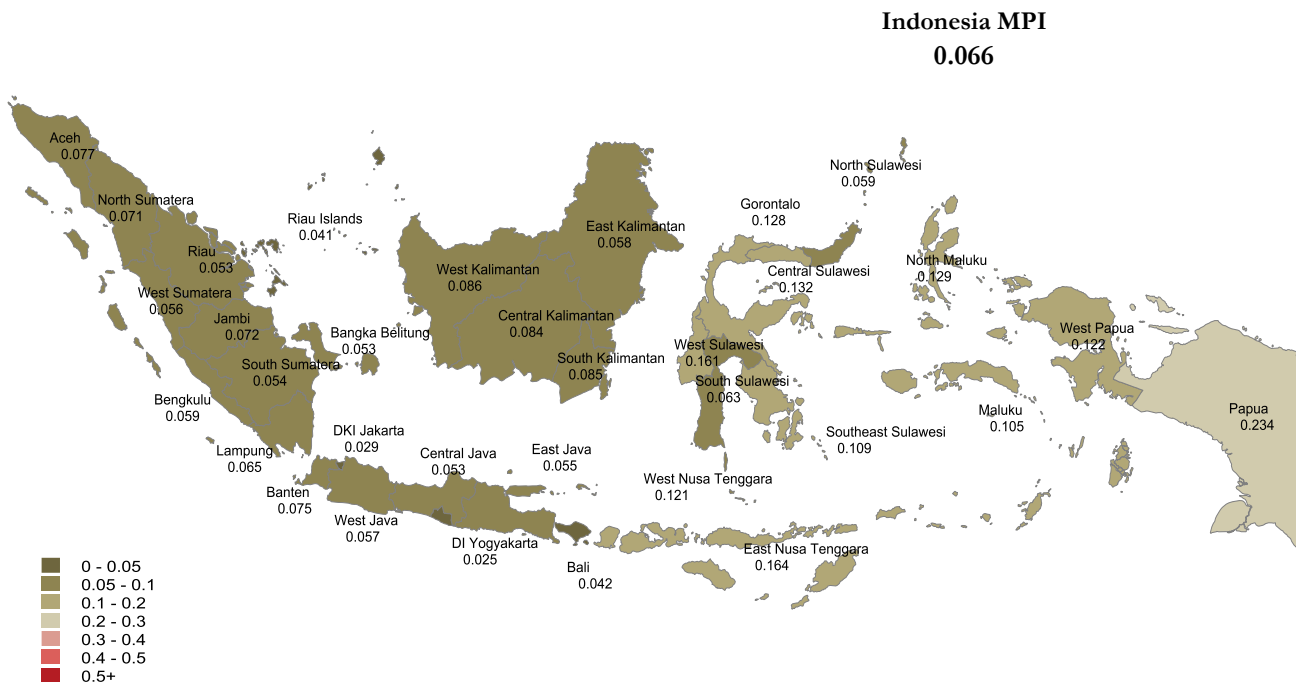 Indonesia MPI
0.066
Aceh
0.077
North Sumatera
0.071
Riau Islands
0.041
Riau
0.053
West Sumatera
0.056
Jambi
0.072
South Sumatera
0.054
Bangka Belitung
0.053
Bengkulu
0.059
Lampung
0.065
DKI Jakarta
0.029
Banten
0.075
West Java
0.057
Central Java
0.053
DI Yogyakarta
0.025
East Java
0.055
Bali
0.042
West Kalimantan
0.086
East Kalimantan
0.058
Central Kalimantan
0.084
South Kalimantan
0.085
North Sulawesi
0.059
Gorontalo
0.128
Central Sulawesi
0.132
West Sulawesi
0.161
South Sulawesi
0.063
Southeast Sulawesi
0.109
West Nusa Tenggara
0.121
East Nusa Tenggara
0.164
North Maluku
0.129
Maluku
0.105
West Papua
0.122
Papua
0.234
0 - 0.05
0.05 - 0.1
0.1 - 0.2
0.2 - 0.3
0.3 - 0.4
0.4 - 0.5
0.5+